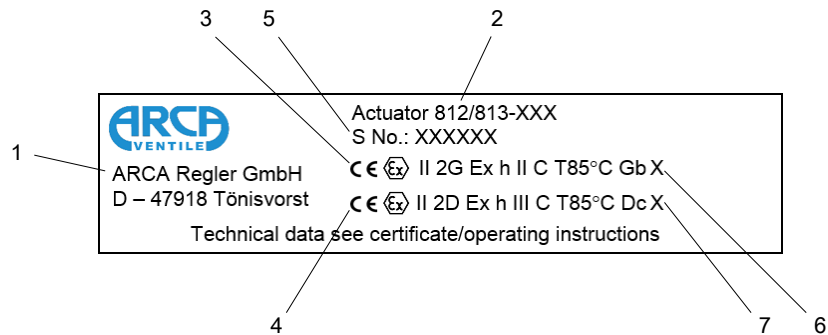 3 5 2
ARCA
VENTILE
Actuator 812/813-XXX
S No.: XXXXXX
1
ARCA Regler GmbH
D – 47918 Tönisvorst
CE Ex II 2G Ex h II C T85°C Gb X
CE Ex II 2D Ex h III C T85°C Dc X
Technical data see certificate/operating instructions
4 7 6